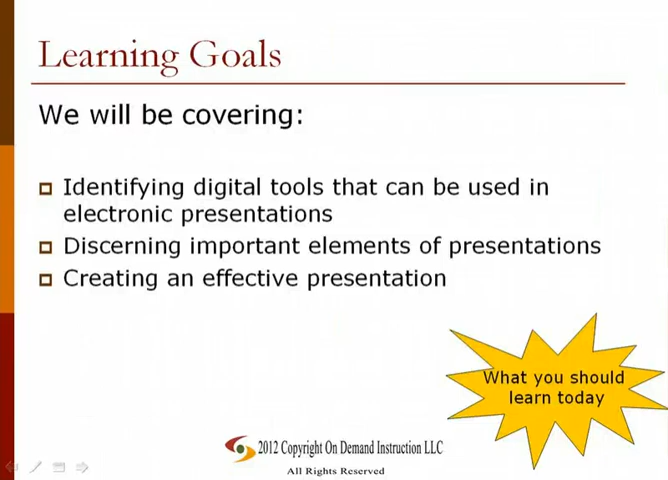 Learning Goals
We will be covering:
Identifying digital tools that can be used in
electronic presentations
Discerning important elements of presentations
Creating an effective presentation
What you should
learn today
2012 Copyright On Demand Instruction LLC
All Rights Reserved